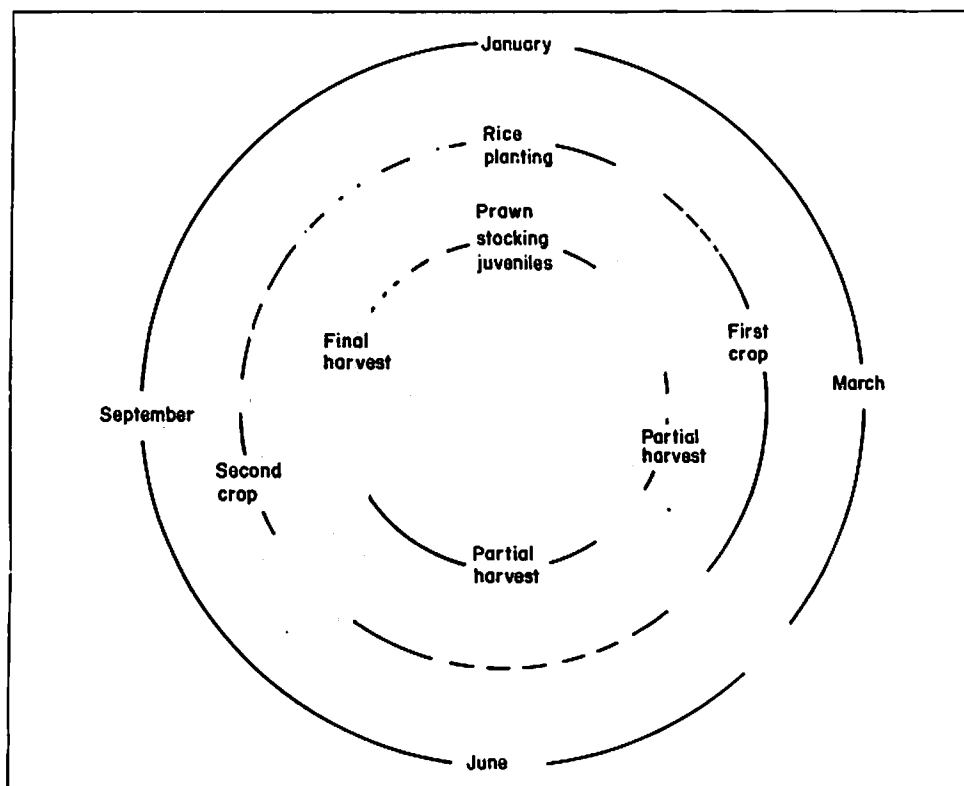 January
Rice
planting
Prawn
stocking
juveniles
Final
harvest
First
crop
March
September
Partial
harvest
Second
crop
Partial
harvest
June